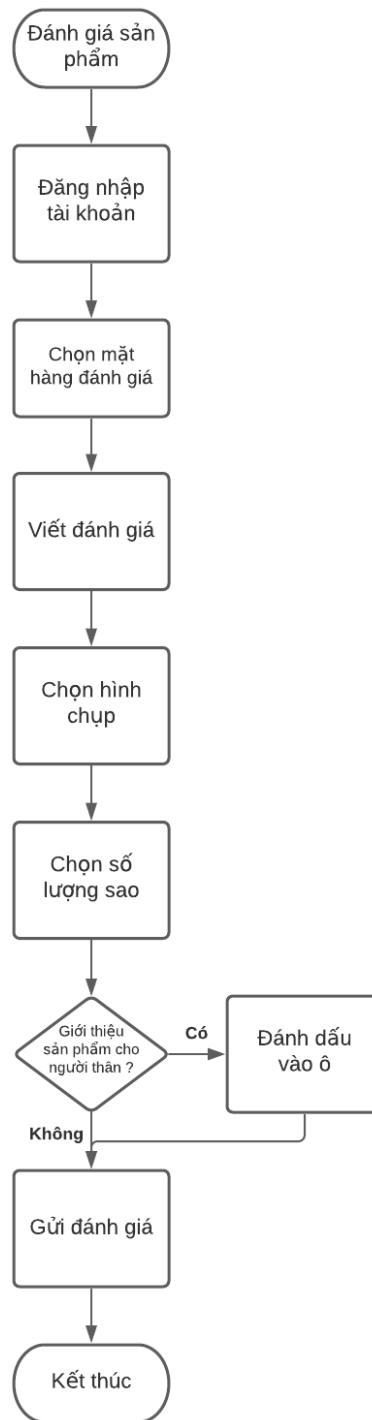 Đánh giá sản
phẩm
Đăng nhập
tài khoản
Chọn mặt
hàng đánh giá
Viết đánh giá
Chọn hình
chụp
Chọn số
lượng sao
Giới thiệu
sản phẩm cho
người thân ?
Có
Đánh dấu
vào ô
Không
Gửi đánh giá
Kết thúc